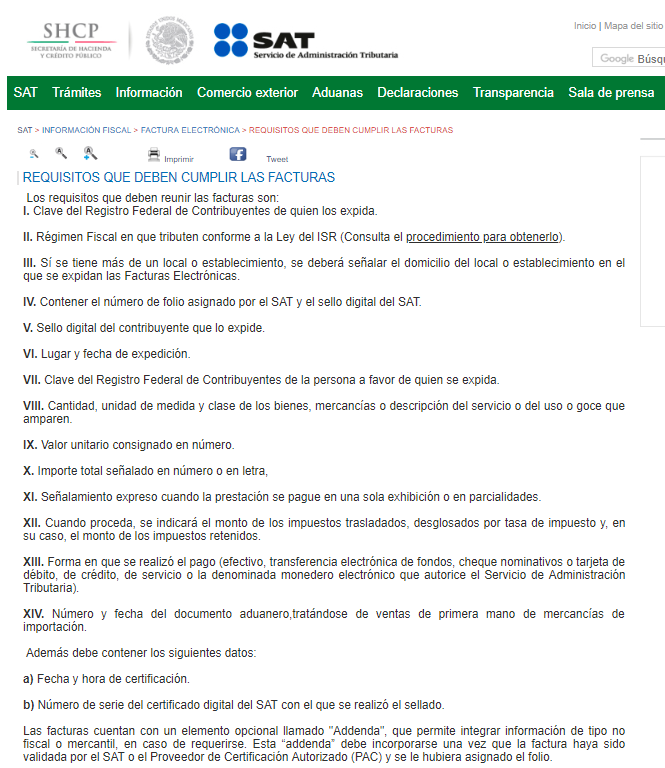 SHCP
SECRETARÍA DE HACIENDA
Y CRÉDITO PÚBLICO
SAT
Servicio de Administración Tributaria
Inicio | Mapa del sitio
Google Búsq
SAT Trámites Información Comercio exterior Aduanas Declaraciones Transparencia Sala de prensa
SAT > INFORMACIÓN FISCAL > FACTURA ELECTRÓNICA > REQUISITOS QUE DEBEN CUMPLIR LAS FACTURAS
Imprimir Tweet
REQUISITOS QUE DEBEN CUMPLIR LAS FACTURAS
Los requisitos que deben reunir las facturas son:
I. Clave del Registro Federal de Contribuyentes de quien los expida.
II. Régimen Fiscal en que tributen conforme a la Ley del ISR (Consulta el procedimiento para obtenerlo).
III. Sí se tiene más de un local o establecimiento, se deberá señalar el domicilio del local o establecimiento en el
que se expidan las Facturas Electrónicas.
IV. Contener el número de folio asignado por el SAT y el sello digital del SAT.
V. Sello digital del contribuyente que lo expide.
VI. Lugar y fecha de expedición.
VII. Clave del Registro Federal de Contribuyentes de la persona a favor de quien se expida.
VIII. Cantidad, unidad de medida y clase de los bienes, mercancías o descripción del servicio o del uso o goce que
amparen.
IX. Valor unitario consignado en número.
X. Importe total señalado en número o en letra,
XI. Señalamiento expreso cuando la prestación se pague en una sola exhibición o en parcialidades.
XII. Cuando proceda, se indicará el monto de los impuestos trasladados, desglosados por tasa de impuesto y, en
su caso, el monto de los impuestos retenidos.
XIII. Forma en que se realizó el pago (efectivo, transferencia electrónica de fondos, cheque nominativos o tarjeta de
débito, de crédito, de servicio o la denominada monedero electrónico que autorice el Servicio de Administración
Tributaria).
XIV. Número y fecha del documento aduanero,tratándose de ventas de primera mano de mercancías de
importación.
Además debe contener los siguientes datos:
a) Fecha y hora de certificación.
b) Número de serie del certificado digital del SAT con el que se realizó el sellado.
Las facturas cuentan con un elemento opcional llamado "Addenda", que permite integrar información de tipo no
fiscal o mercantil, en caso de requerirse. Esta “addenda” debe incorporarse una vez que la factura haya sido
validada por el SAT o el Proveedor de Certificación Autorizado (PAC) y se le hubiera asignado el folio.